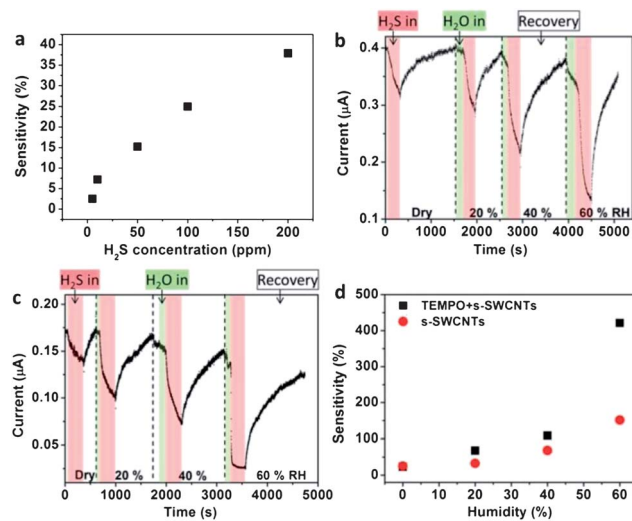 a
40
35
30
25
20
15
10
5
0
Sensitivity (%)
0 50 100 150 200
H₂S concentration (ppm)
b
H₂S in
H₂O in
Recovery
0.4
0.3
0.2
0.1
Current (μA)
Dry 20 % 40 % 60 % RH
0 1000 2000 3000 4000 5000
Time (s)
c
H₂S in
H₂O in
Recovery
0.20
0.15
0.10
0.05
Current (μA)
Dry 20 % 40 % 60 % RH
0 1000 2000 3000 4000 5000
Time (s)
d
TEMPO+s-SWCNTs
s-SWCNTs
500
400
300
200
100
0
Sensitivity (%)
0 20 40 60
Humidity (%)